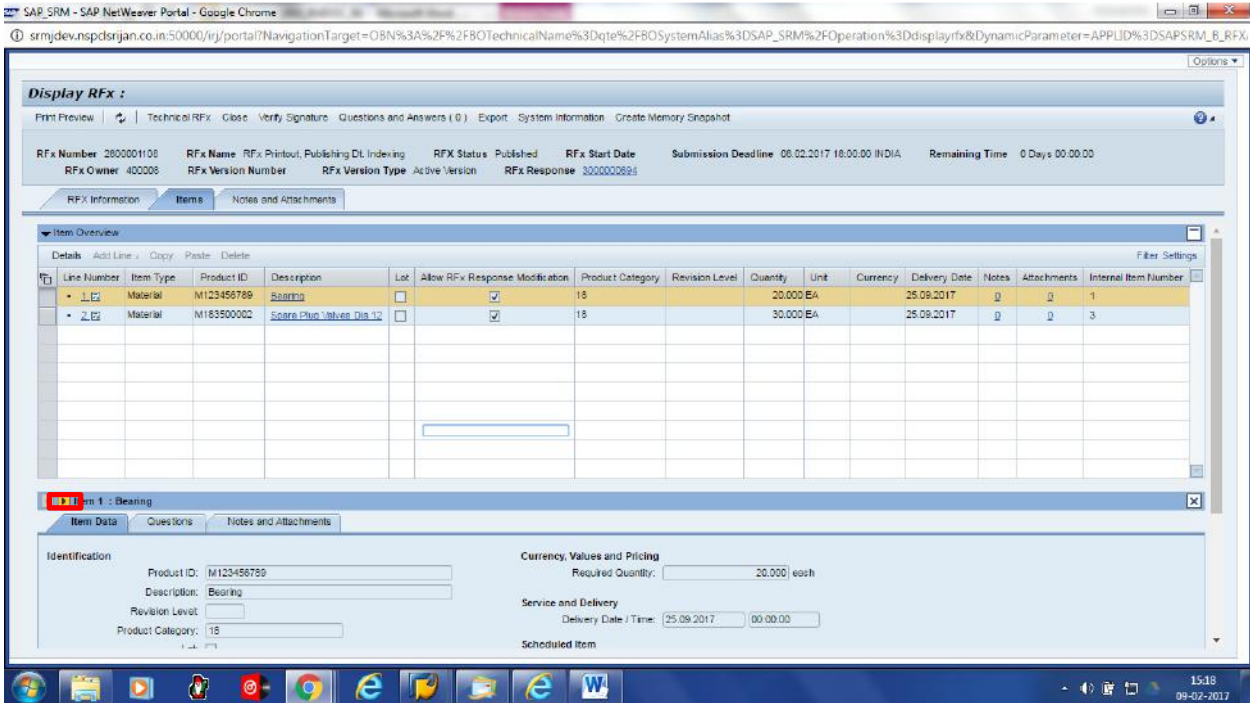 SAP_SRM - SAP NetWeaver Portal - Google Chrome
srmjdev.nspclsrijan.co.in:50000/irj/portal?NavigationTarget=OBN%3A%2F%2FBOTechnicalName%3Dqte%2FBOSystemAlias%3DSAP_SRM%2FOperation%3Ddisplayrfx&DynamicParameter=APPLID%3DSAPSRM_B_RFX
Options
Display RFx :
Print Preview Technical RFx Close Verify Signature Questions and Answers ( 0 ) Export System Information Create Memory Snapshot
RFx Number 2800001108 RFx Name RFx Printout, Publishing Dt. Indexing RFX Status Published RFx Start Date Submission Deadline 08.02.2017 18:00:00 INDIA Remaining Time 0 Days 00:00:00
RFx Owner 400008 RFx Version Number RFx Version Type Active Version RFx Response 3000000694
RFX Information Items Notes and Attachments
Item Overview
Details Add Line Copy Paste Delete Filter Settings
Line Number Item Type Product ID Description Lot Allow RFx Response Modification Product Category Revision Level Quantity Unit Currency Delivery Date Notes Attachments Internal Item Number
1 Material M123456789 Bearing 18 20.000 EA 25.09.2017 0 0 1
2 Material M183500002 Spare Plug Valves Dia 12 18 30.000 EA 25.09.2017 0 0 3
em 1 : Bearing
Item Data Questions Notes and Attachments
Identification Currency, Values and Pricing
Product ID: M123456789 Required Quantity: 20.000 each
Description: Bearing
Service and Delivery
Revision Level: Delivery Date / Time: 25.09.2017 00:00:00
Product Category: 18
Scheduled Item
15:18
09-02-2017